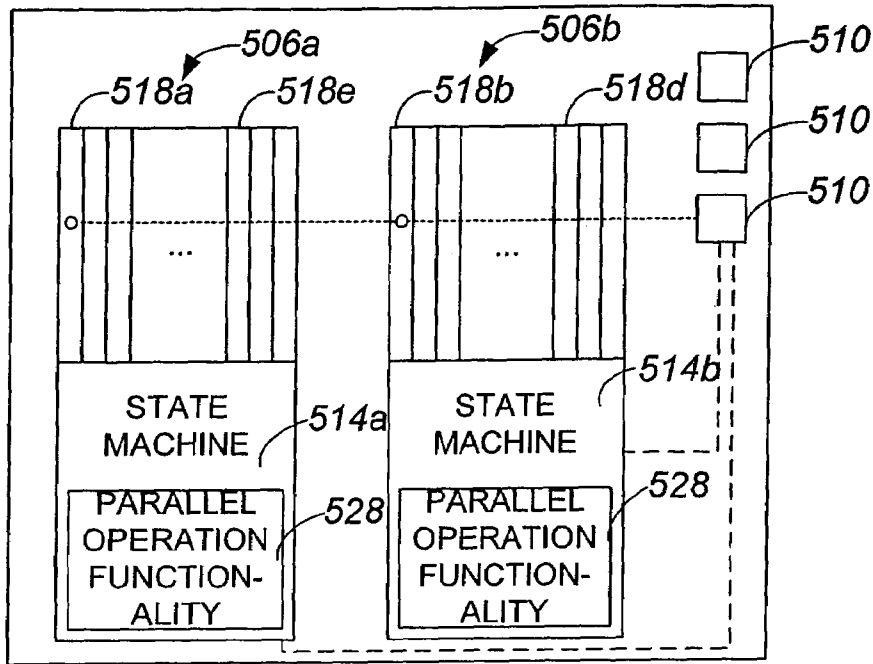 506a
506b
510
518a
518e
518b
518d
510
510
...
...
514b
STATE
MACHINE
514a
STATE
MACHINE
PARALLEL
OPERATION
FUNCTION-
ALITY
528
PARALLEL
OPERATION
FUNCTION-
ALITY
528